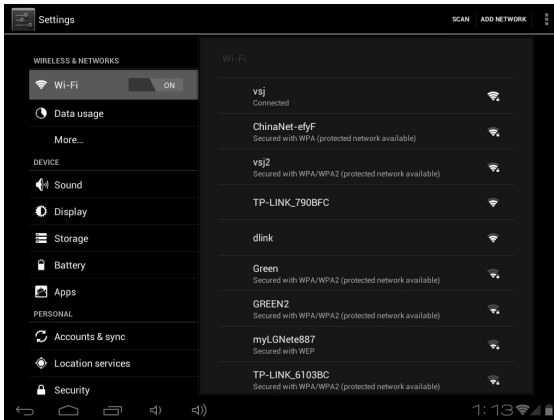 Settings
SCAN ADD NETWORK
WIRELESS & NETWORKS
Wi-Fi ON
Data usage
More...
DEVICE
Sound
Display
Storage
Battery
Apps
PERSONAL
Accounts & sync
Location services
Security
Wi-Fi
vsj
Connected
ChinaNet-efyF
Secured with WPA (protected network available)
vsj2
Secured with WPA/WPA2 (protected network available)
TP-LINK_790BFC
dlink
Green
Secured with WPA/WPA2 (protected network available)
GREEN2
Secured with WPA/WPA2 (protected network available)
myLGNete887
Secured with WEP
TP-LINK_6103BC
Secured with WPA/WPA2 (protected network available)
1:13